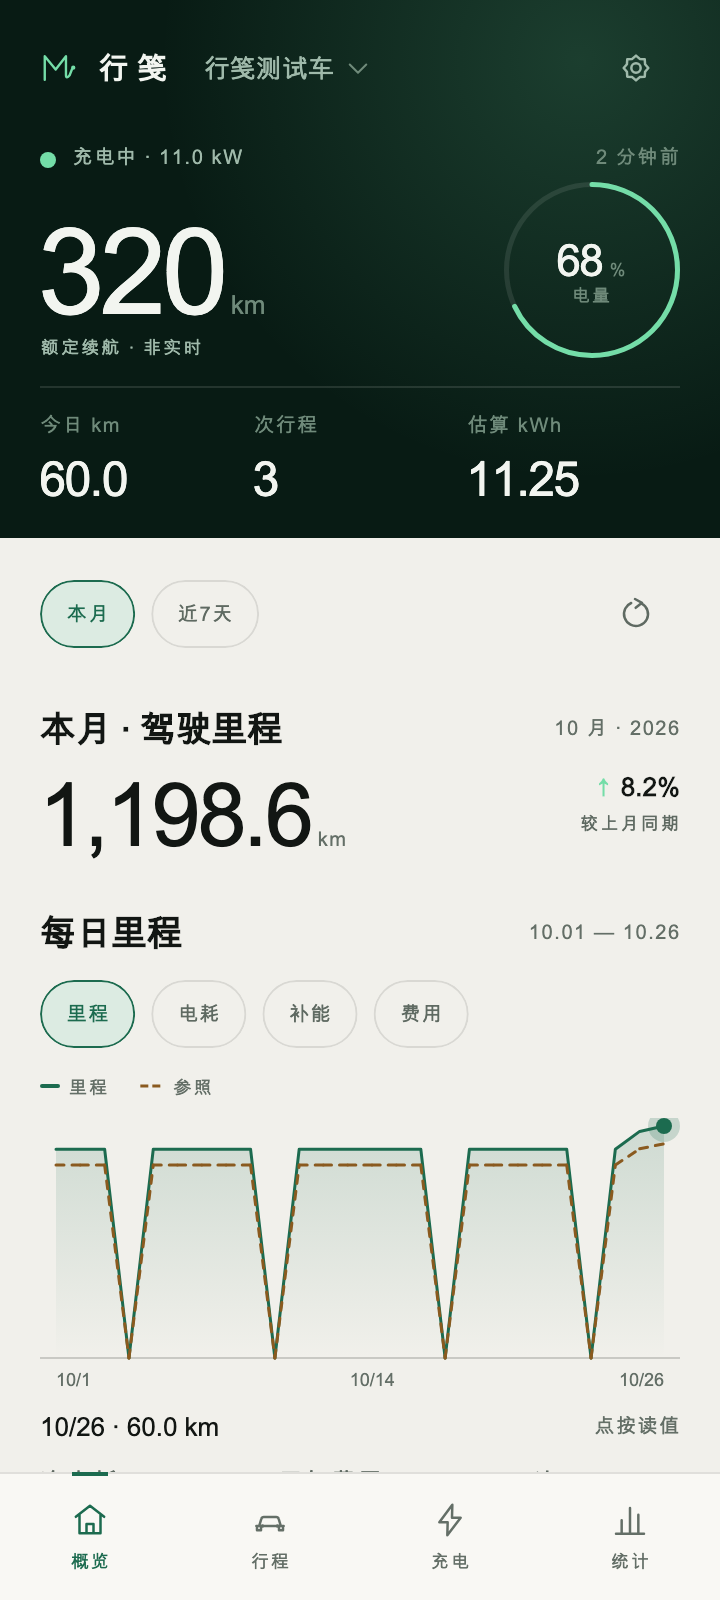 行笺 行笺测试车
充电中 · 11.0 kW 2 分钟前
320 km
68 %
电量
额定续航 · 非实时
今日 km 次行程 估算 kWh
60.0 3 11.25
本月 近7天
本月 · 驾驶里程 10 月 · 2026
1,198.6 km ↑ 8.2%
较上月同期
每日里程 10.01 — 10.26
里程 电耗 补能 费用
里程 参照
10/1 10/14 10/26
10/26 · 60.0 km 点按读值
概览 行程 充电 统计